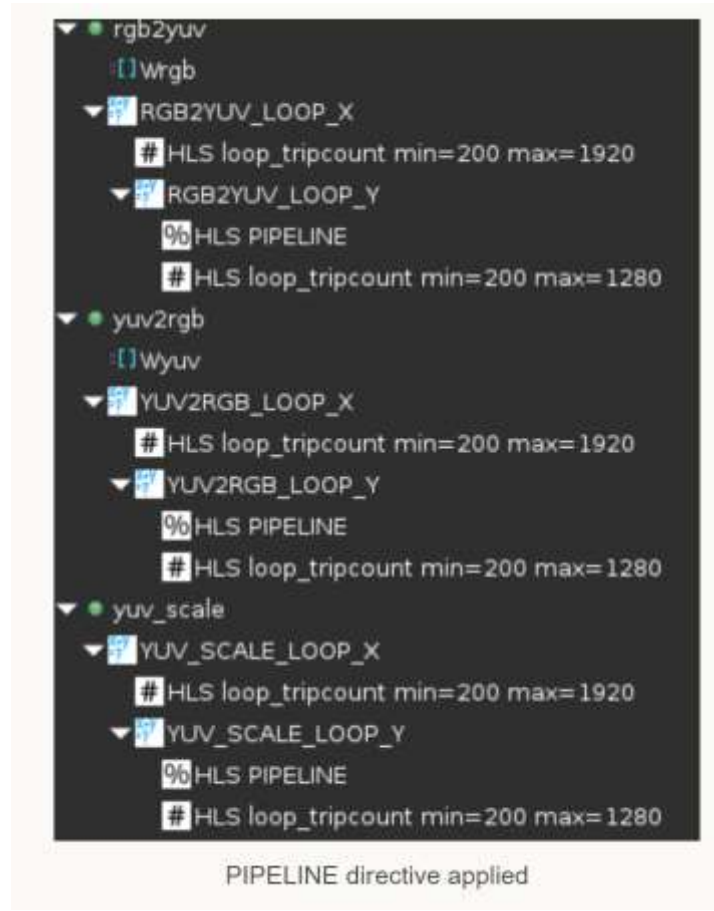 rgb2yuv
[]Wrgb
RGB2YUV_LOOP_X
# HLS loop_tripcount min=200 max=1920
RGB2YUV_LOOP_Y
% HLS PIPELINE
# HLS loop_tripcount min=200 max=1280
yuv2rgb
[]Wyuv
YUV2RGB_LOOP_X
# HLS loop_tripcount min=200 max=1920
YUV2RGB_LOOP_Y
% HLS PIPELINE
# HLS loop_tripcount min=200 max=1280
yuv_scale
YUV_SCALE_LOOP_X
# HLS loop_tripcount min=200 max=1920
YUV_SCALE_LOOP_Y
% HLS PIPELINE
# HLS loop_tripcount min=200 max=1280
PIPELINE directive applied